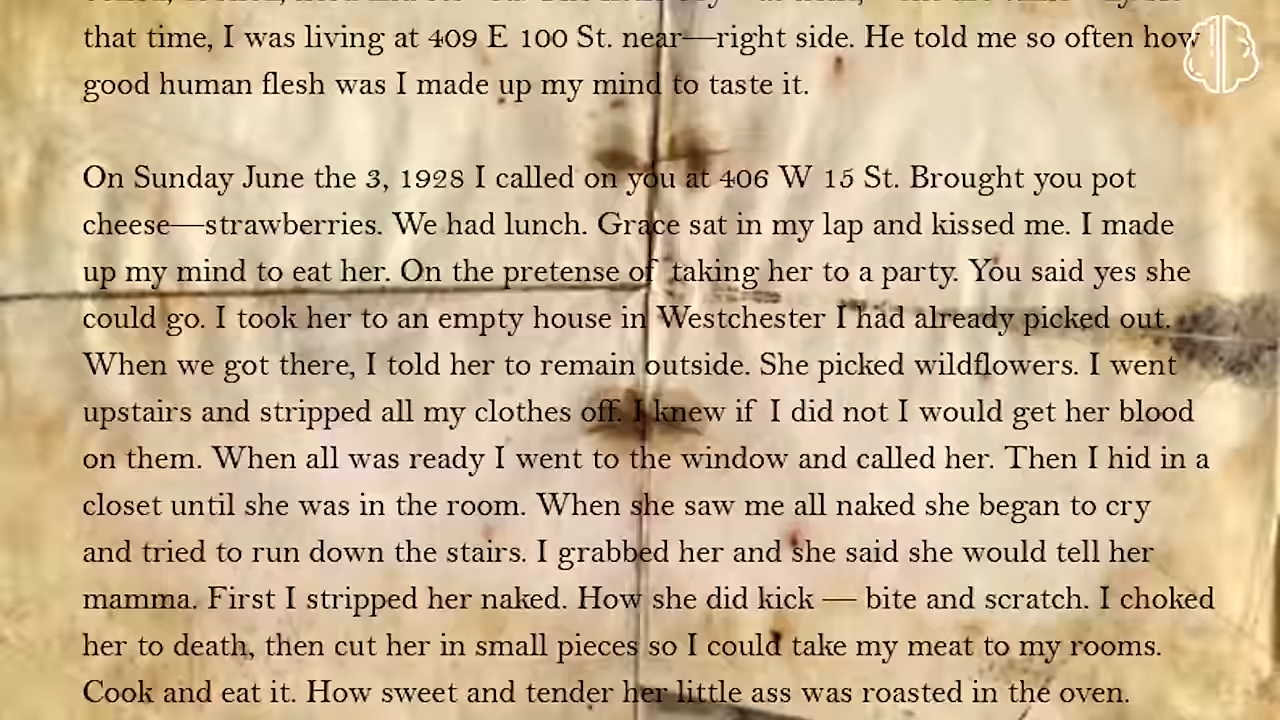 that time, I was living at 409 E 100 St. near—right side. He told me so often how
good human flesh was I made up my mind to taste it.
On Sunday June the 3, 1928 I called on you at 406 W 15 St. Brought you pot
cheese—strawberries. We had lunch. Grace sat in my lap and kissed me. I made
up my mind to eat her. On the pretense of taking her to a party. You said yes she
could go. I took her to an empty house in Westchester I had already picked out.
When we got there, I told her to remain outside. She picked wildflowers. I went
upstairs and stripped all my clothes off. I knew if I did not I would get her blood
on them. When all was ready I went to the window and called her. Then I hid in a
closet until she was in the room. When she saw me all naked she began to cry
and tried to run down the stairs. I grabbed her and she said she would tell her
mamma. First I stripped her naked. How she did kick — bite and scratch. I choked
her to death, then cut her in small pieces so I could take my meat to my rooms.
Cook and eat it. How sweet and tender her little ass was roasted in the oven.